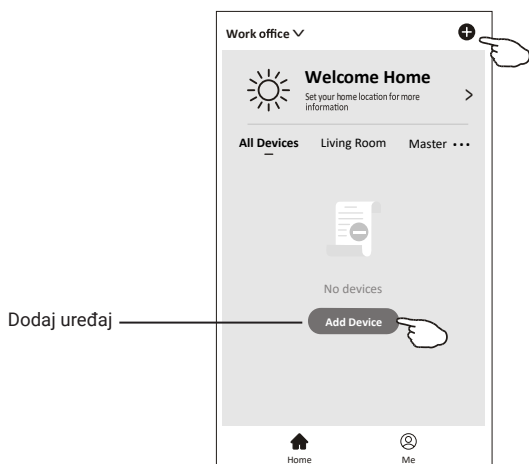 Work office
Welcome Home
Set your home location for more
information
All Devices Living Room Master
No devices
Dodaj uređaj
Add Device
Home Me